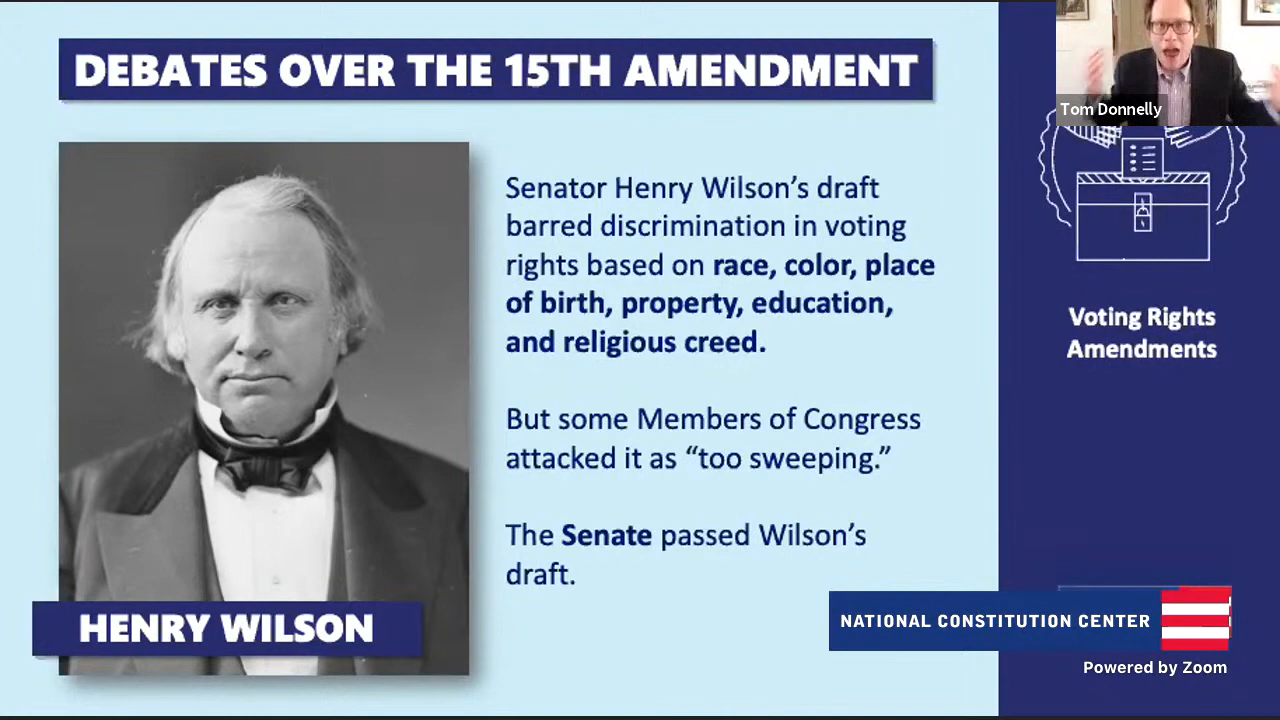 DEBATES OVER THE 15TH AMENDMENT
Tom Donnelly
Senator Henry Wilson’s draft
barred discrimination in voting
rights based on race, color, place
of birth, property, education,
and religious creed.
But some Members of Congress
attacked it as “too sweeping.”
The Senate passed Wilson’s
draft.
HENRY WILSON
Voting Rights
Amendments
NATIONAL CONSTITUTION CENTER
Powered by Zoom